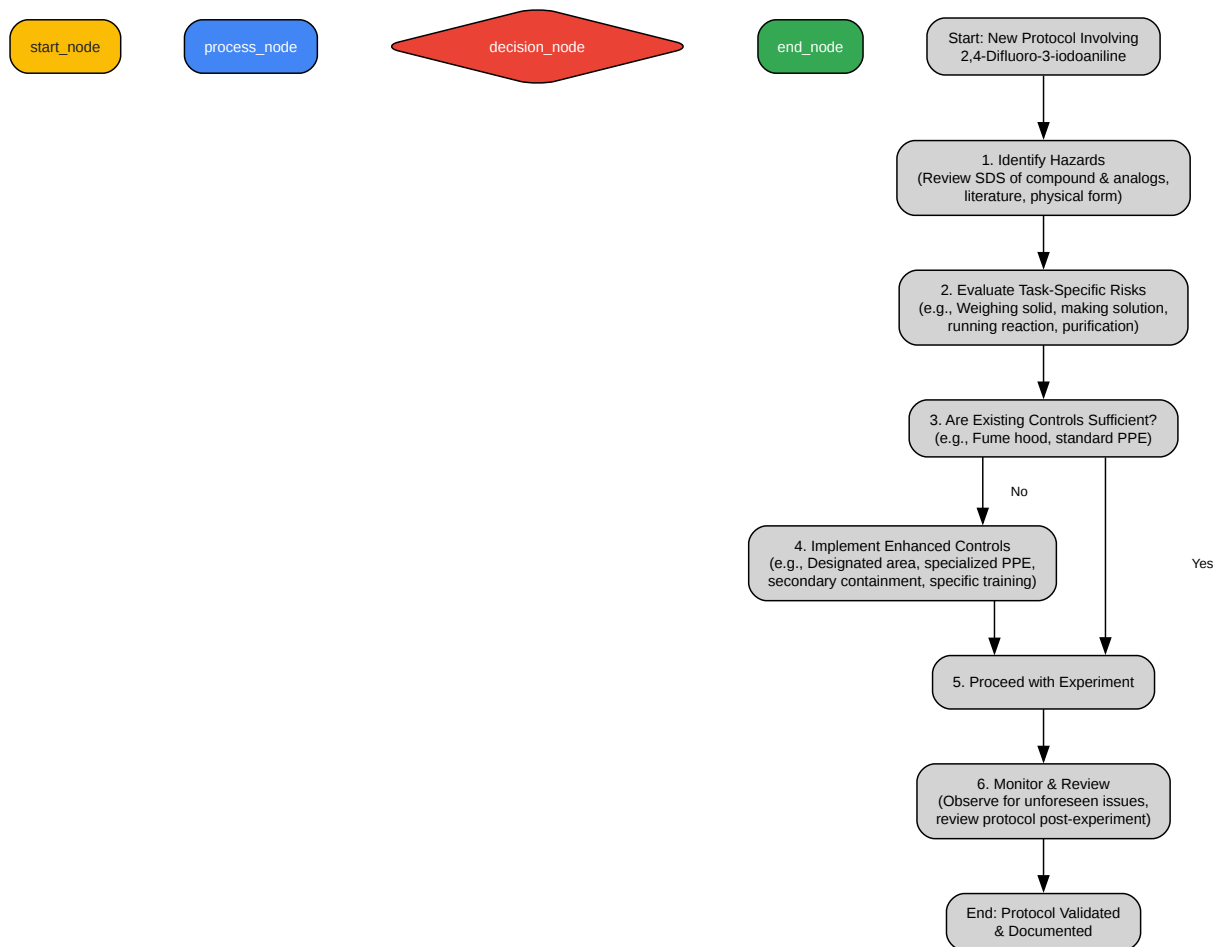 start_node
process_node
decision_node
end_node
Start: New Protocol Involving
2,4-Difluoro-3-iodoaniline
1. Identify Hazards
(Review SDS of compound & analogs,
literature, physical form)
2. Evaluate Task-Specific Risks
(e.g., Weighing solid, making solution,
running reaction, purification)
3. Are Existing Controls Sufficient?
(e.g., Fume hood, standard PPE)
No
4. Implement Enhanced Controls
(e.g., Designated area, specialized PPE,
secondary containment, specific training)
Yes
5. Proceed with Experiment
6. Monitor & Review
(Observe for unforeseen issues,
review protocol post-experiment)
End: Protocol Validated
& Documented